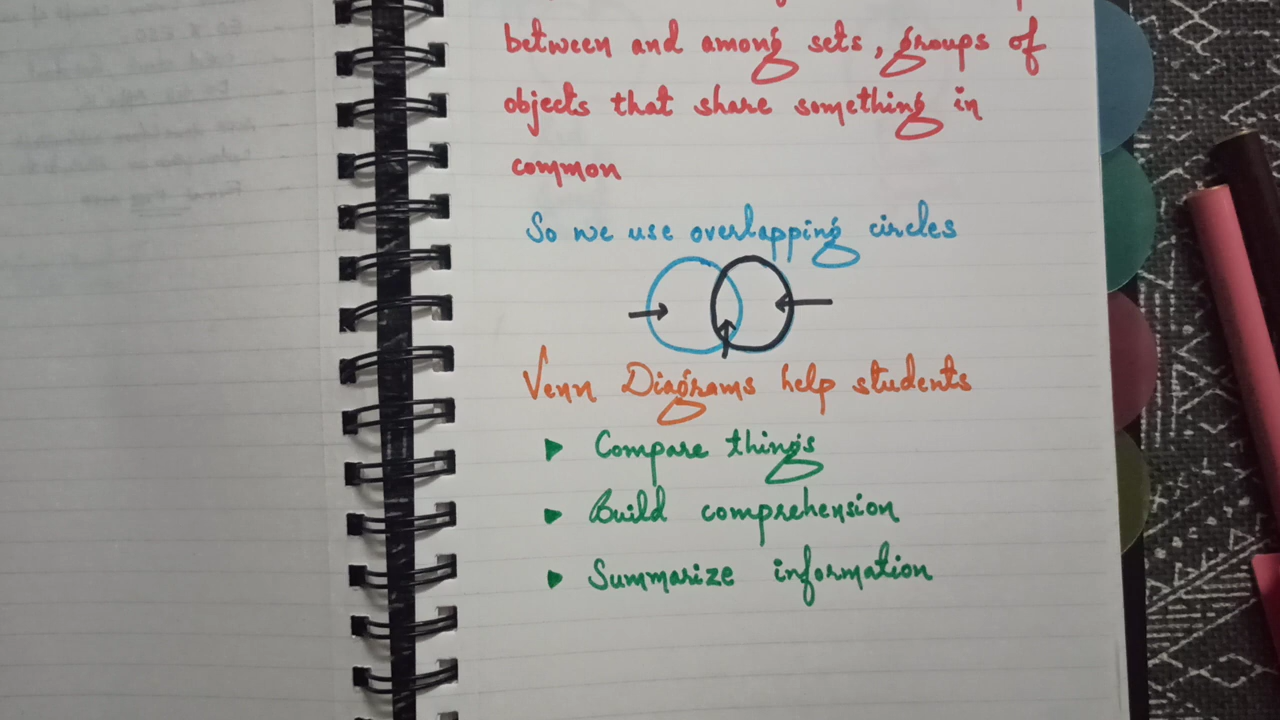 between and among sets, groups of
objects that share something in
common
So we use overlapping circles
Venn Diagrams help students
▶ Compare things
▶ Build comprehension
▶ Summarize information